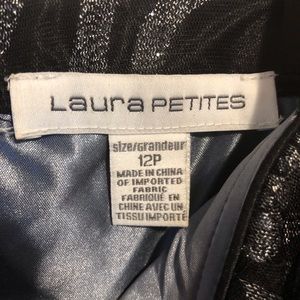 Laura PETITES
size/Grandeur
12P
MADE IN CHINA
OF IMPORTED
FABRIC
FABRIQUÉ EN
CHINE AVEC UN
TISSU IMPORTÉ